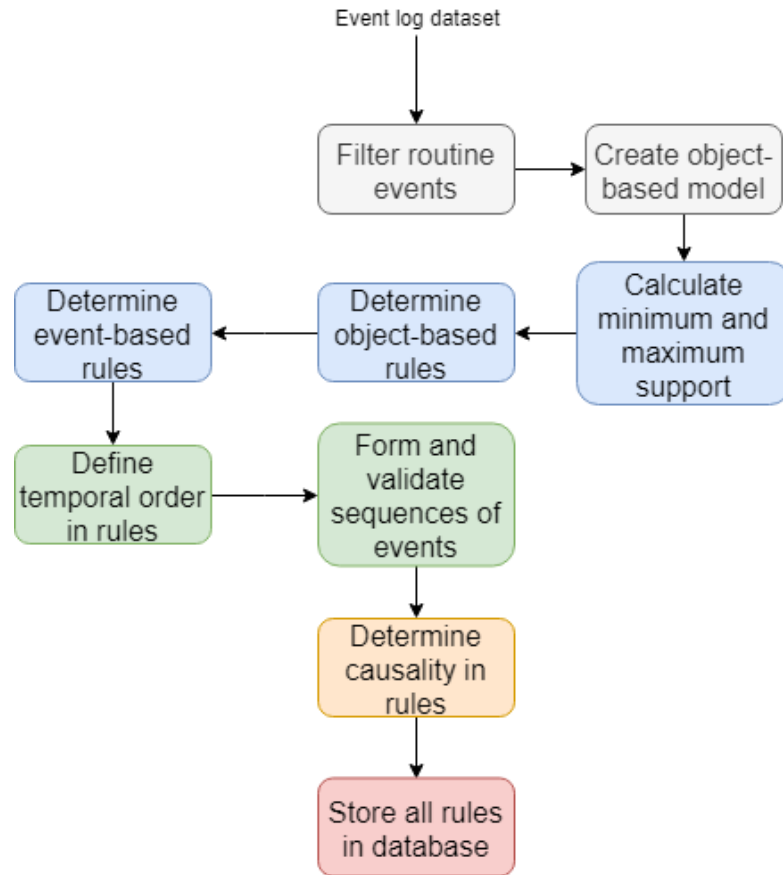 Event log dataset
Filter routine
events
Create object-
based model
Calculate
minimum and
maximum
support
Determine
object-based
rules
Determine
event-based
rules
Define
temporal order
in rules
Form and
validate
sequences of
events
Determine
causality in
rules
Store all rules
in database